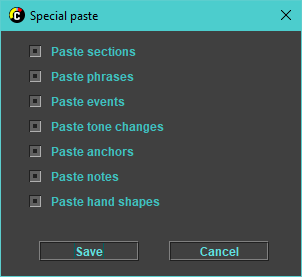 Special paste
Paste sections
Paste phrases
Paste events
Paste tone changes
Paste anchors
Paste notes
Paste hand shapes
Save
Cancel